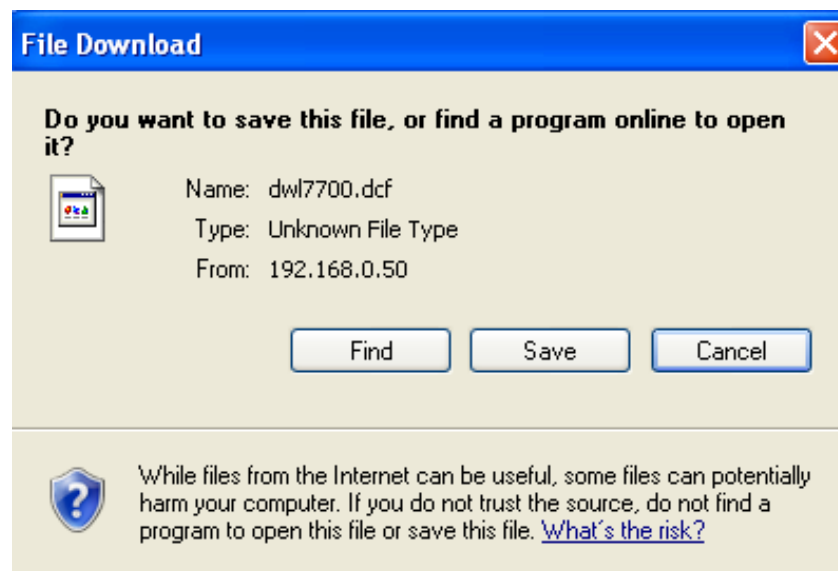 File Download
Do you want to save this file, or find a program online to open
it?
Name: dwl7700.dcf
Type: Unknown File Type
From: 192.168.0.50
Find Save Cancel
While files from the Internet can be useful, some files can potentially
harm your computer. If you do not trust the source, do not find a
program to open this file or save this file. What's the risk?